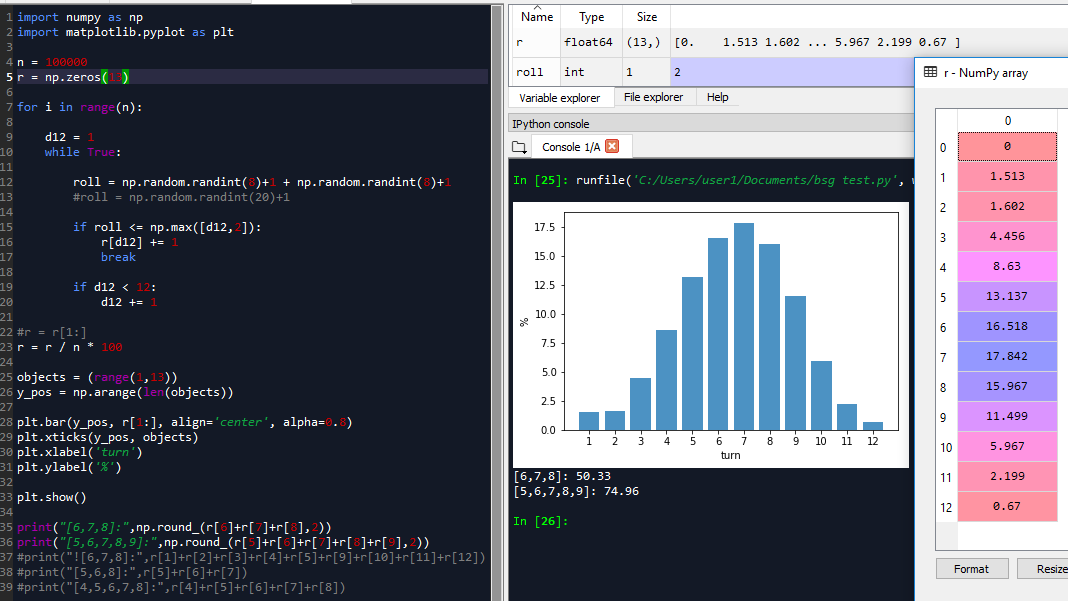 1 import numpy as np
2 import matplotlib.pyplot as plt
3
4 n = 100000
5 r = np.zeros(13)
6
7 for i in range(n):
8
9     d12 = 1
10     while True:
11
12         roll = np.random.randint(8)+1 + np.random.randint(8)+1
13         #roll = np.random.randint(20)+1
14
15         if roll <= np.max([d12,2]):
16             r[d12] += 1
17             break
18
19         if d12 < 12:
20             d12 += 1
21
22 #r = r[1:]
23 r = r / n * 100
24
25 objects = (range(1,13))
26 y_pos = np.arange(len(objects))
27
28 plt.bar(y_pos, r[1:], align='center', alpha=0.8)
29 plt.xticks(y_pos, objects)
30 plt.xlabel('turn')
31 plt.ylabel('%')
32
33 plt.show()
34
35 print("[6,7,8]:",np.round_(r[6]+r[7]+r[8],2))
36 print("[5,6,7,8,9]:",np.round_(r[5]+r[6]+r[7]+r[8]+r[9],2))
37 #print("![6,7,8]:",r[1]+r[2]+r[3]+r[4]+r[5]+r[9]+r[10]+r[11]+r[12])
38 #print("[5,6,8]:",r[5]+r[6]+r[7])
39 #print("[4,5,6,7,8]:",r[4]+r[5]+r[6]+r[7]+r[8])
Name Type Size
r float64 (13,) [0. 1.513 1.602 ... 5.967 2.199 0.67 ]
roll int 1 2
Variable explorer File explorer Help
IPython console
Console 1/A
In [25]: runfile('C:/Users/user1/Documents/bsg test.py',
17.5
15.0
12.5
10.0
7.5
5.0
2.5
0.0
%
1 2 3 4 5 6 7 8 9 10 11 12
turn
[6,7,8]: 50.33
[5,6,7,8,9]: 74.96
In [26]:
r - NumPy array
0
0 0
1 1.513
2 1.602
3 4.456
4 8.63
5 13.137
6 16.518
7 17.842
8 15.967
9 11.499
10 5.967
11 2.199
12 0.67
Format Resize